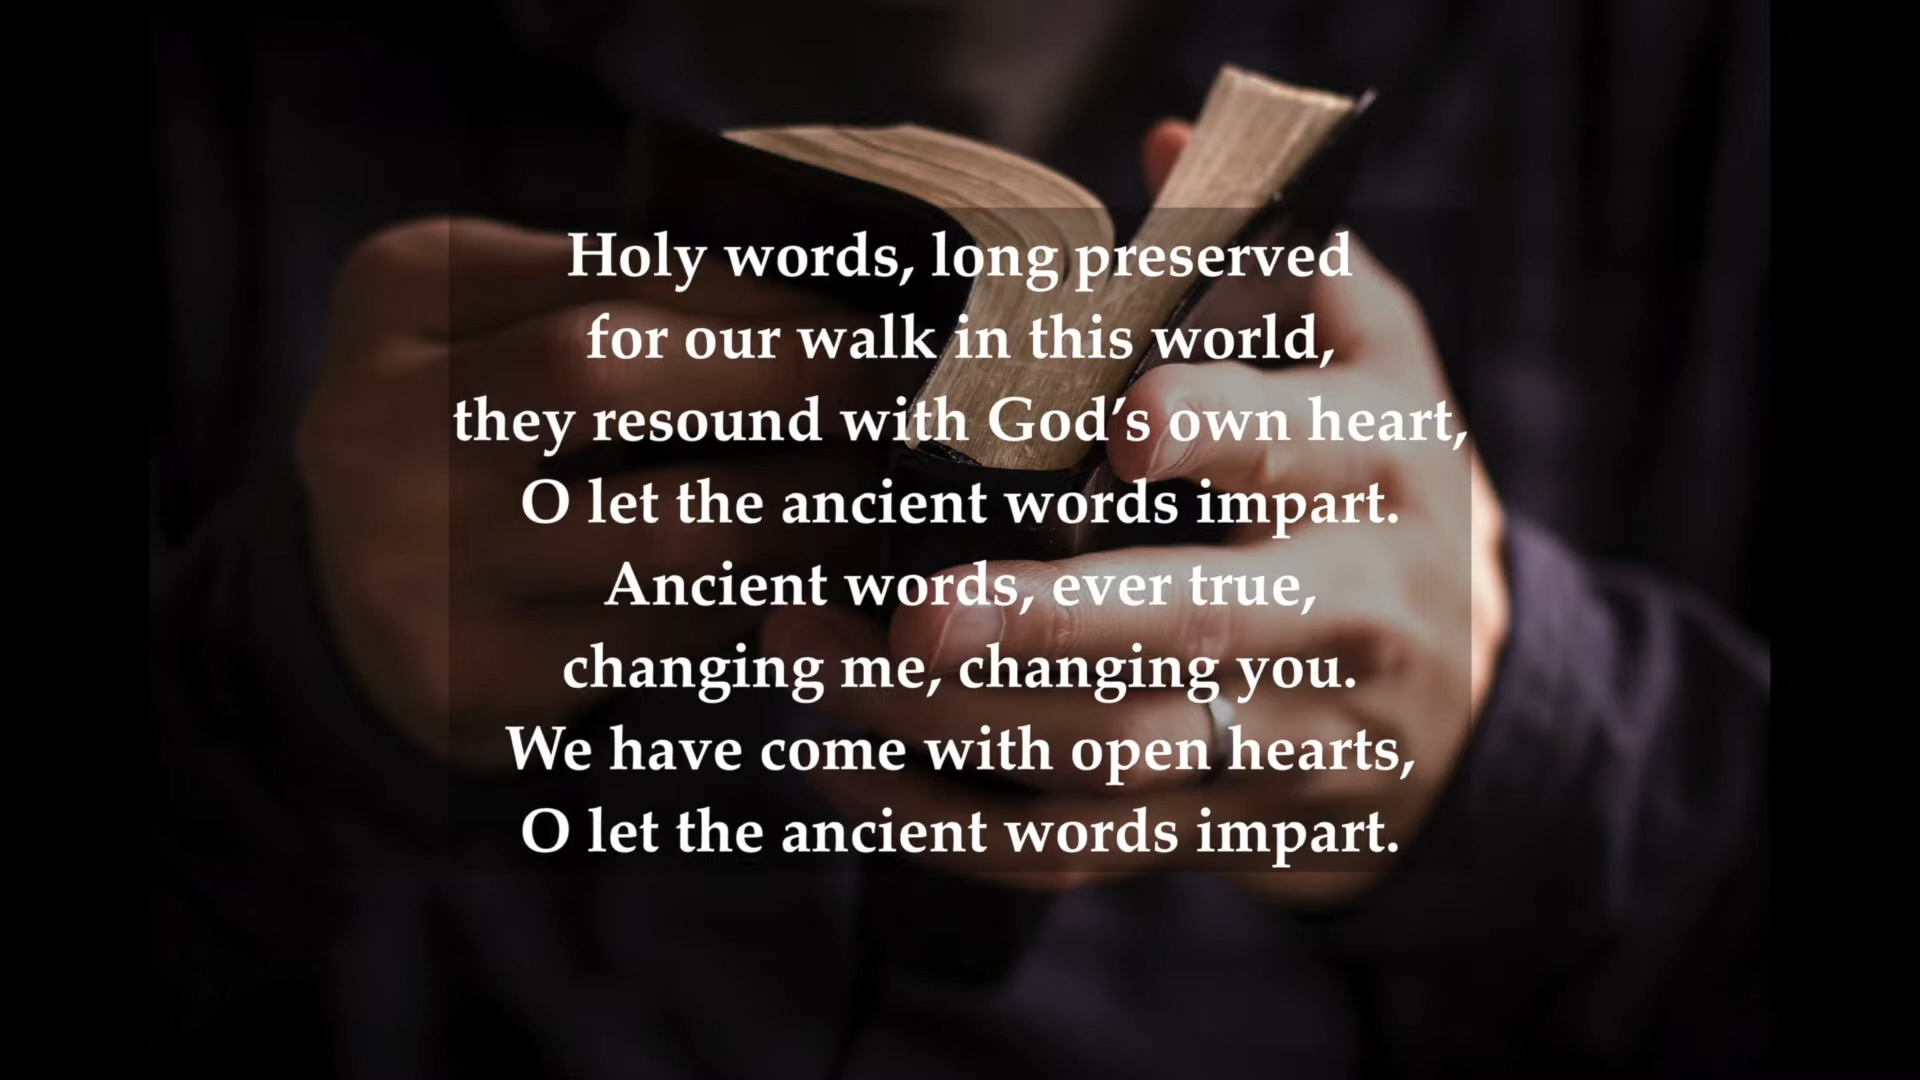 Holy words, long preserved
for our walk in this world,
they resound with God’s own heart,
O let the ancient words impart.
Ancient words, ever true,
changing me, changing you.
We have come with open hearts,
O let the ancient words impart.